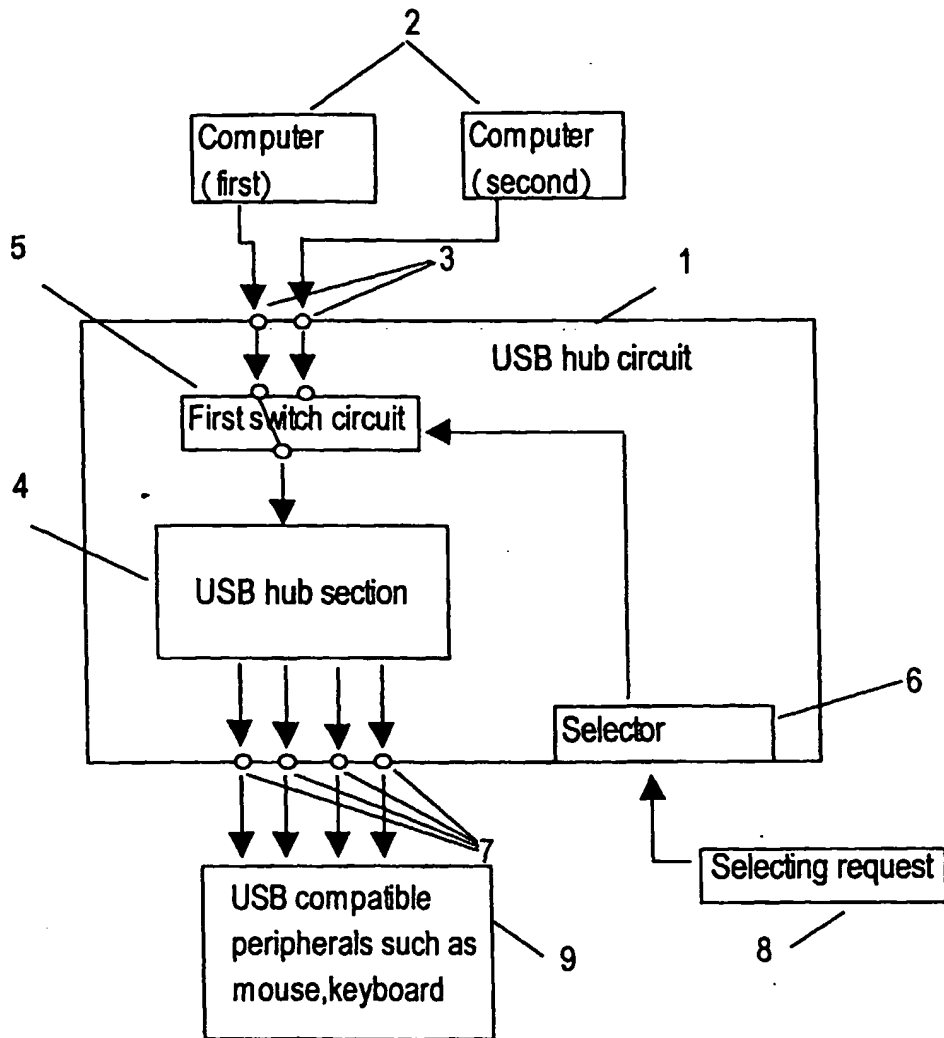 2
Computer
(first)
Computer
(second)
5
3
1
USB hub circuit
First switch circuit
4
USB hub section
6
Selector
7
Selecting request
USB compatible
peripherals such as
mouse,keyboard
9
8